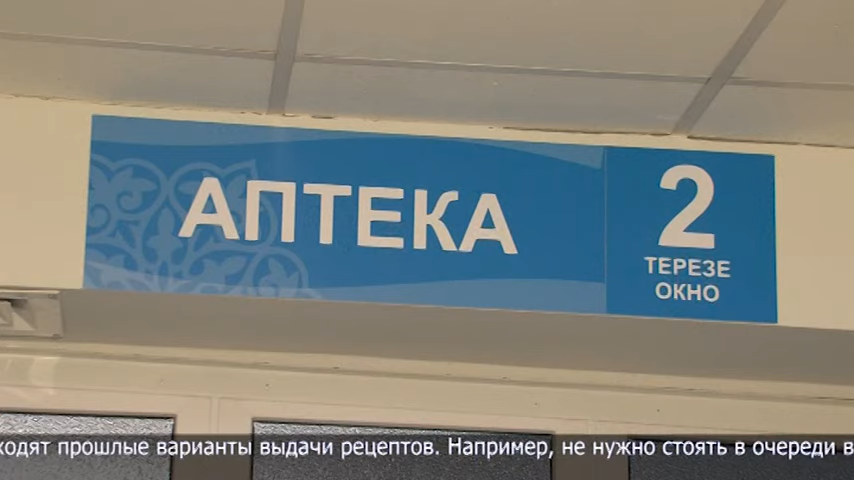 АПТЕКА
2
ТЕРЕЗЕ
ОКНО
прошлые варианты выдачи рецептов. Например, не нужно стоять в очереди